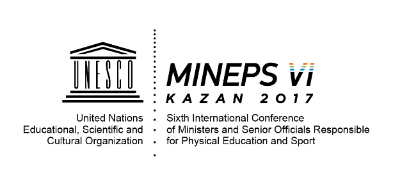 UNESCO
United Nations
Educational, Scientific and
Cultural Organization
MINEPS VI
KAZAN 2017
Sixth International Conference
of Ministers and Senior Officials Responsible
for Physical Education and Sport